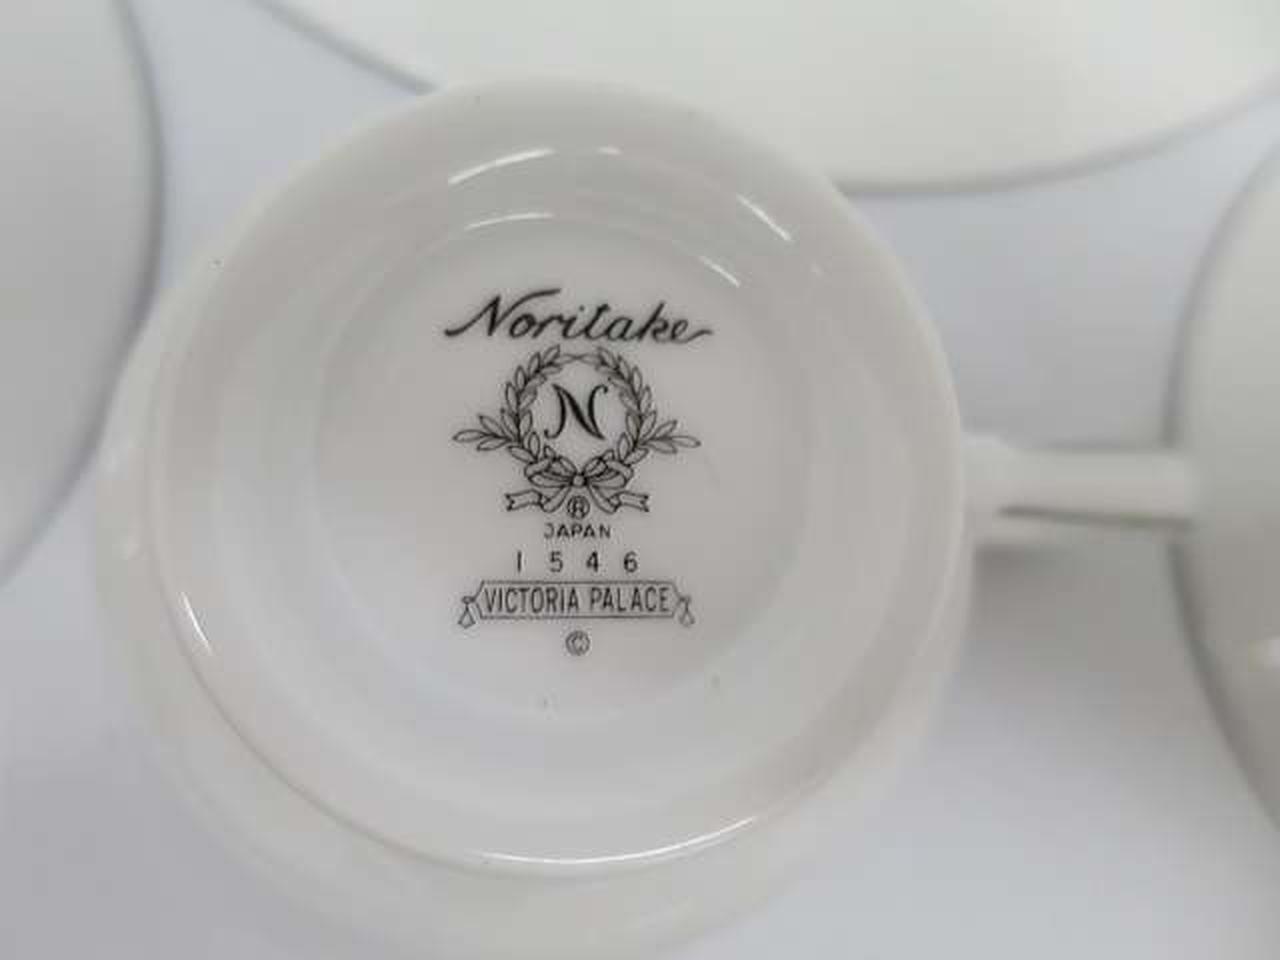 Noritake
N
®
JAPAN
1546
VICTORIA PALACE
©